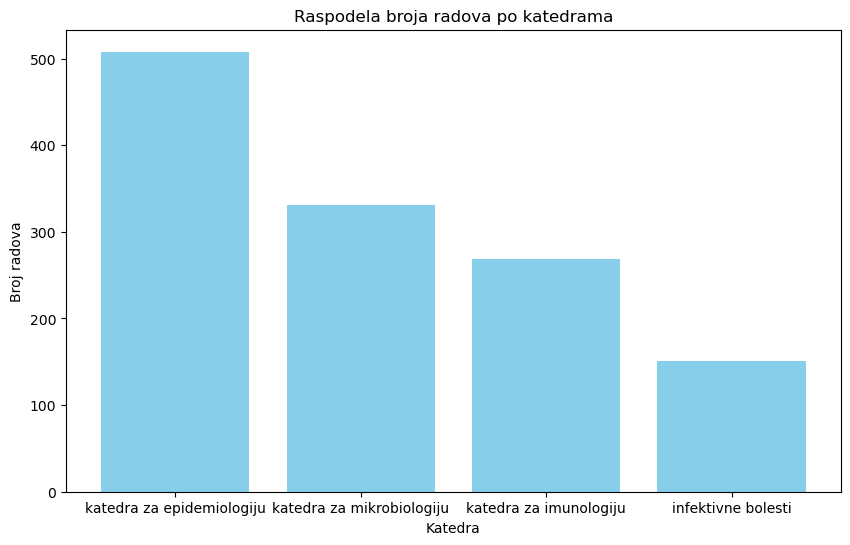 Raspodela broja radova po katedrama
Broj radova
500
400
300
200
100
0
katedra za epidemiologiju katedra za mikrobiologiju katedra za imunologiju infektivne bolesti
Katedra